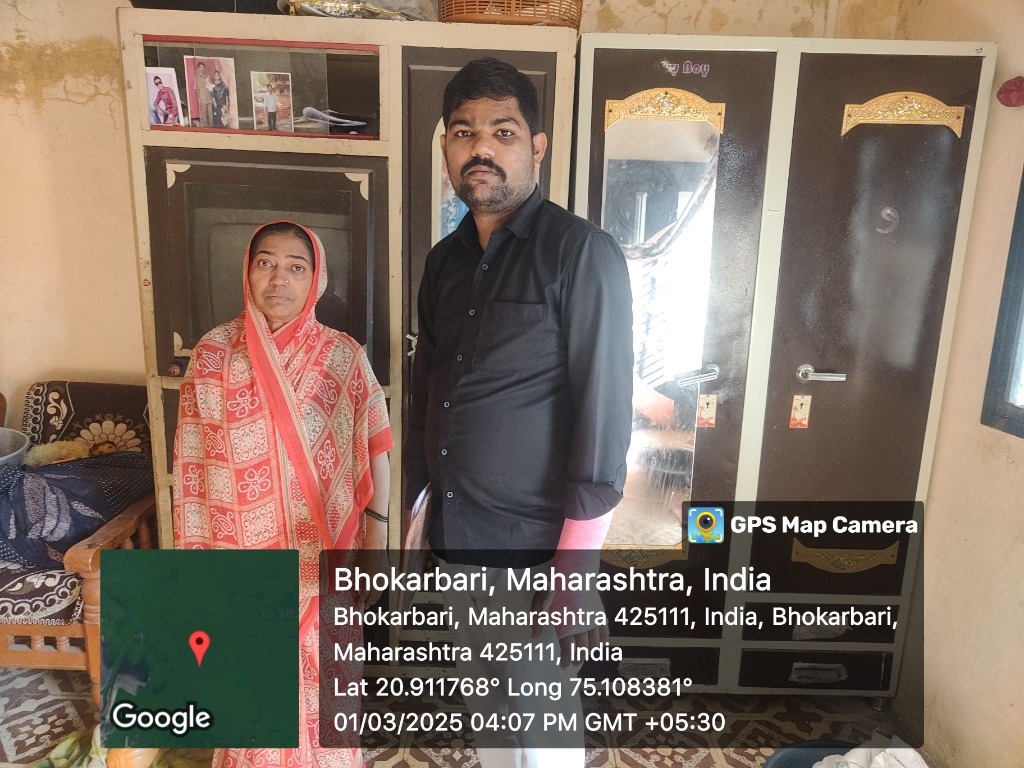 Boy
GPS Map Camera
Bhokarbari, Maharashtra, India
Bhokarbari, Maharashtra 425111, India, Bhokarbari,
Maharashtra 425111, India
Lat 20.911768° Long 75.108381°
01/03/2025 04:07 PM GMT +05:30
Google